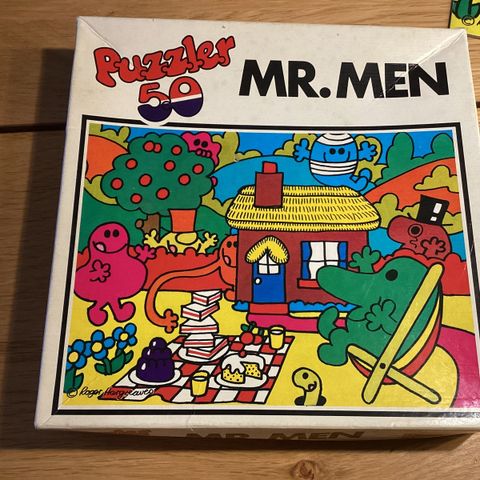 Puzzler
50
MR. MEN
© Roger Hargreaves
MR. MEN